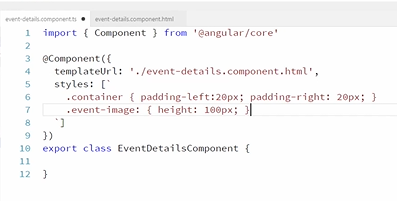 event-details.component.ts ● event-details.component.html
1 import { Component } from '@angular/core'
2
3 @Component({
4 templateUrl: './event-details.component.html',
5 styles: [`
6 .container { padding-left:20px; padding-right: 20px; }
7 .event-image: { height: 100px; }
8 `]
9 })
10 export class EventDetailsComponent {
11
12 }